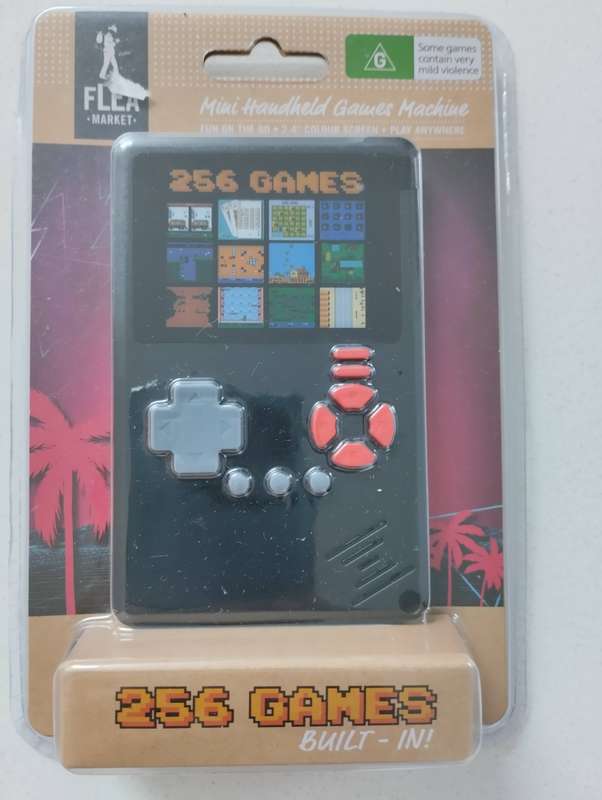 FLEA
·MARKET·
G
Some games
contain very
mild violence
Mini Handheld Games Machine
FUN ON THE GO • 2.4" COLOUR SCREEN • PLAY ANYWHERE
256 GAMES
256 GAMES
BUILT-IN!